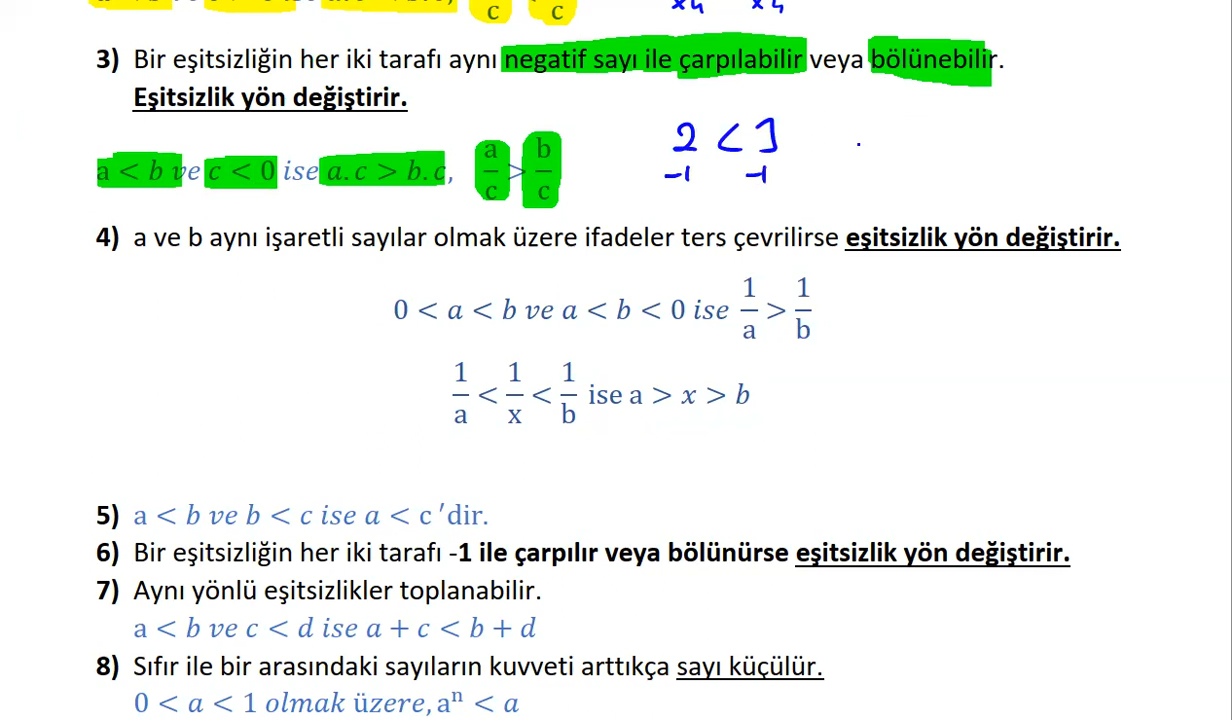 c c ×4 ×4
3) Bir eşitsizliğin her iki tarafı aynı negatif sayı ile çarpılabilir veya bölünebilir.
Eşitsizlik yön değiştirir.
a < b ve c < 0 ise a.c > b.c, a/c > b/c
2 < 3
-1 -1
4) a ve b aynı işaretli sayılar olmak üzere ifadeler ters çevrilirse eşitsizlik yön değiştirir.
0 < a < b ve a < b < 0 ise 1/a > 1/b
1/a < 1/x < 1/b ise a > x > b
5) a < b ve b < c ise a < c'dir.
6) Bir eşitsizliğin her iki tarafı -1 ile çarpılır veya bölünürse eşitsizlik yön değiştirir.
7) Aynı yönlü eşitsizlikler toplanabilir.
a < b ve c < d ise a + c < b + d
8) Sıfır ile bir arasındaki sayıların kuvveti arttıkça sayı küçülür.
0 < a < 1 olmak üzere, aⁿ < a